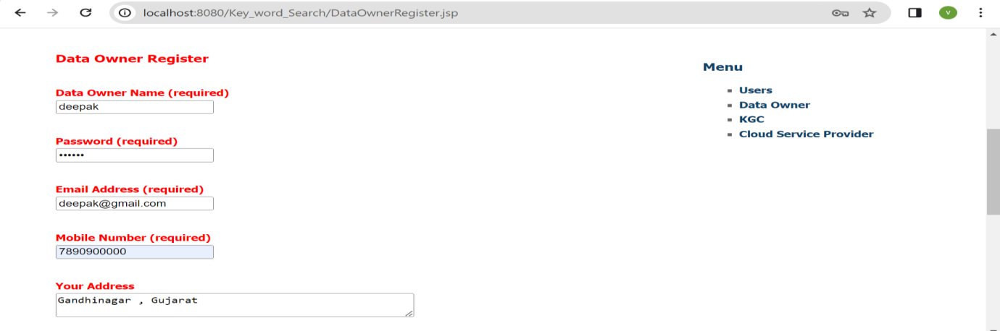 localhost:8080/Key_word_Search/DataOwnerRegister.jsp
V
Data Owner Register
Data Owner Name (required)
deepak
Password (required)
••••••
Email Address (required)
deepak@gmail.com
Mobile Number (required)
7890900000
Your Address
Gandhinagar , Gujarat
Menu
Users
Data Owner
KGC
Cloud Service Provider